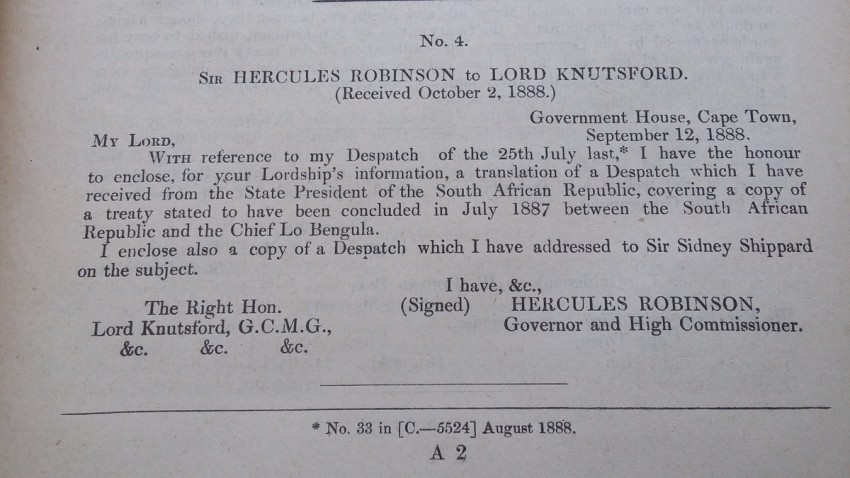 No. 4.
Sir HERCULES ROBINSON to LORD KNUTSFORD.
(Received October 2, 1888.)
Government House, Cape Town,
September 12, 1888.
My Lord,
With reference to my Despatch of the 25th July last,* I have the honour
to enclose, for your Lordship's information, a translation of a Despatch which I have
received from the State President of the South African Republic, covering a copy of
a treaty stated to have been concluded in July 1887 between the South African
Republic and the Chief Lo Bengula.
I enclose also a copy of a Despatch which I have addressed to Sir Sidney Shippard
on the subject.
I have, &c.,
The Right Hon. (Signed) HERCULES ROBINSON,
Lord Knutsford, G.C.M.G., Governor and High Commissioner.
&c. &c. &c.
* No. 33 in [C.—5524] August 1888.
A 2